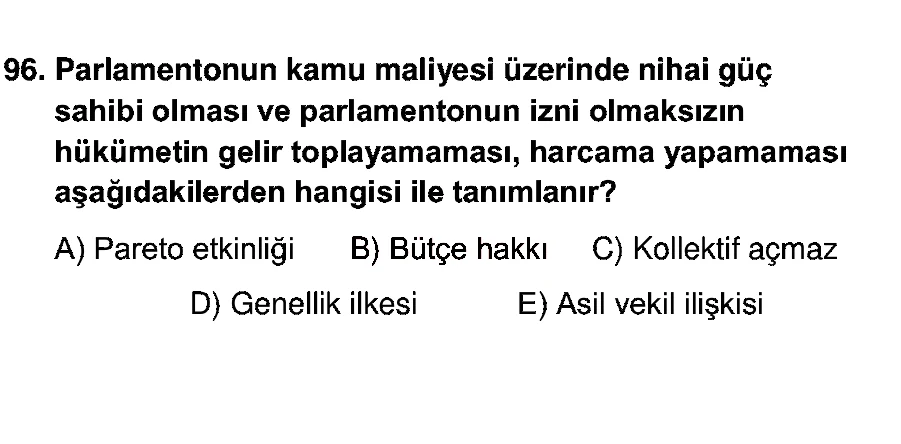 96. Parlamentonun kamu maliyesi üzerinde nihai güç
sahibi olması ve parlamentonun izni olmaksızın
hükümetin gelir toplayamaması, harcama yapamaması
aşağıdakilerden hangisi ile tanımlanır?
A) Pareto etkinliği B) Bütçe hakkı C) Kollektif açmaz
D) Genellik ilkesi E) Asil vekil ilişkisi